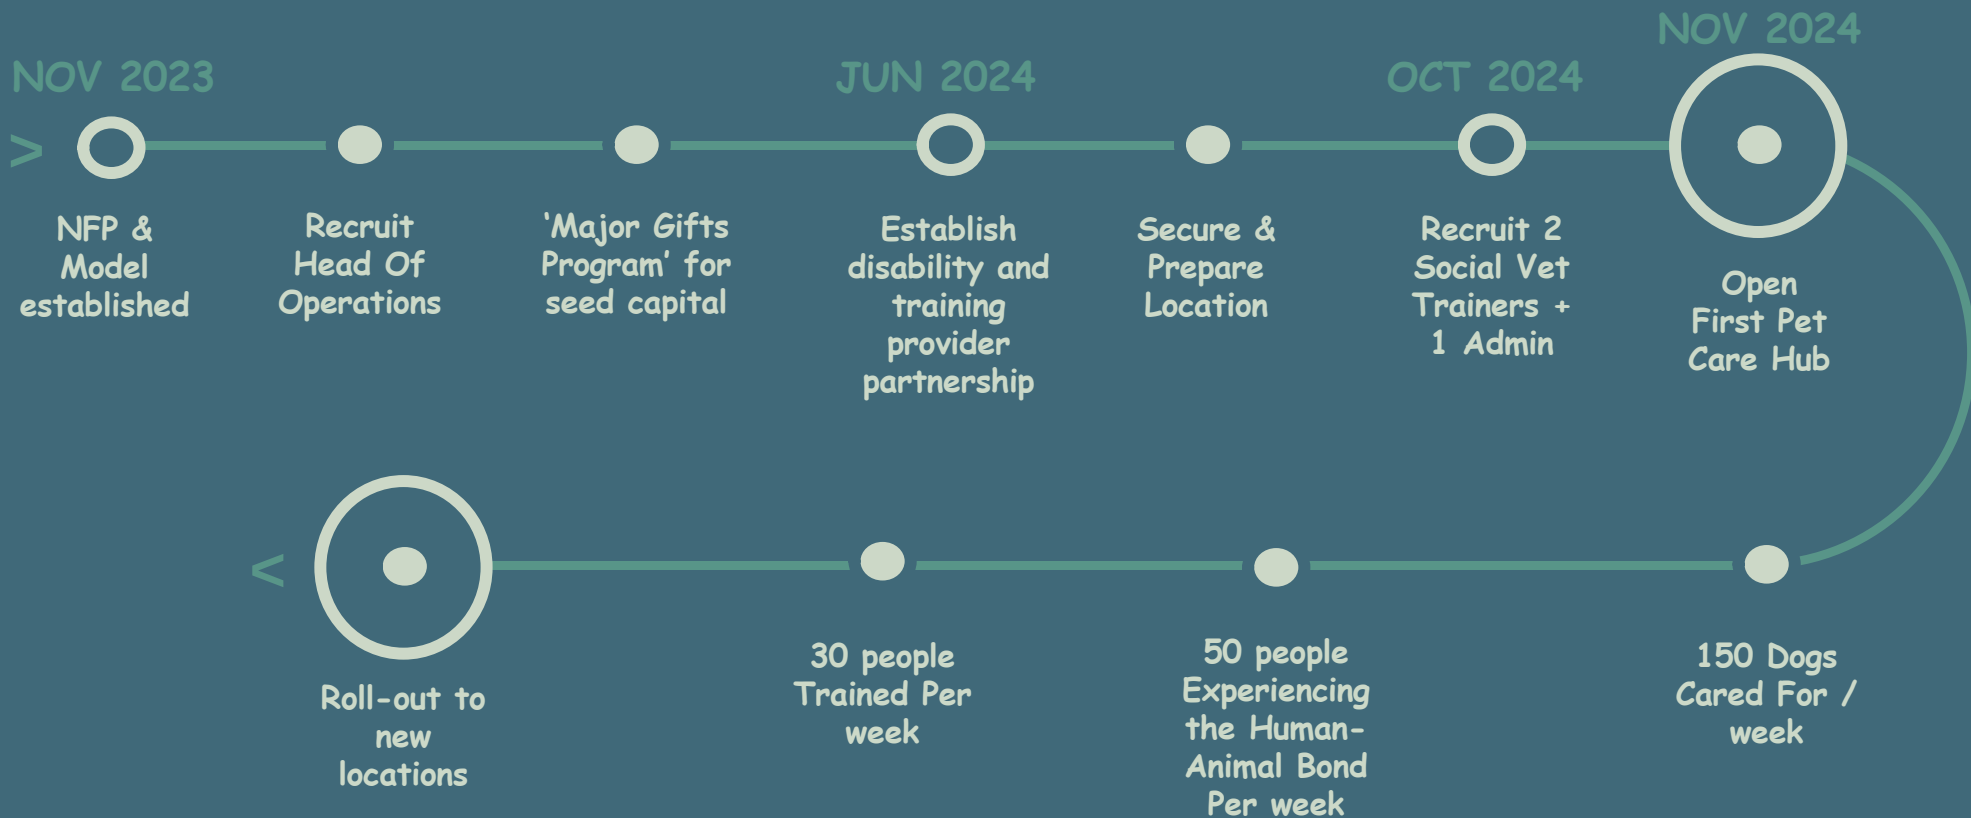 NOV 2023
JUN 2024
OCT 2024
NOV 2024
>
NFP &
Model
established
Recruit
Head Of
Operations
‘Major Gifts
Program’ for
seed capital
Establish
disability and
training
provider
partnership
Secure &
Prepare
Location
Recruit 2
Social Vet
Trainers +
1 Admin
Open
First Pet
Care Hub
150 Dogs
Cared For /
week
50 people
Experiencing
the Human-
Animal Bond
Per week
30 people
Trained Per
week
Roll-out to
new
locations
<